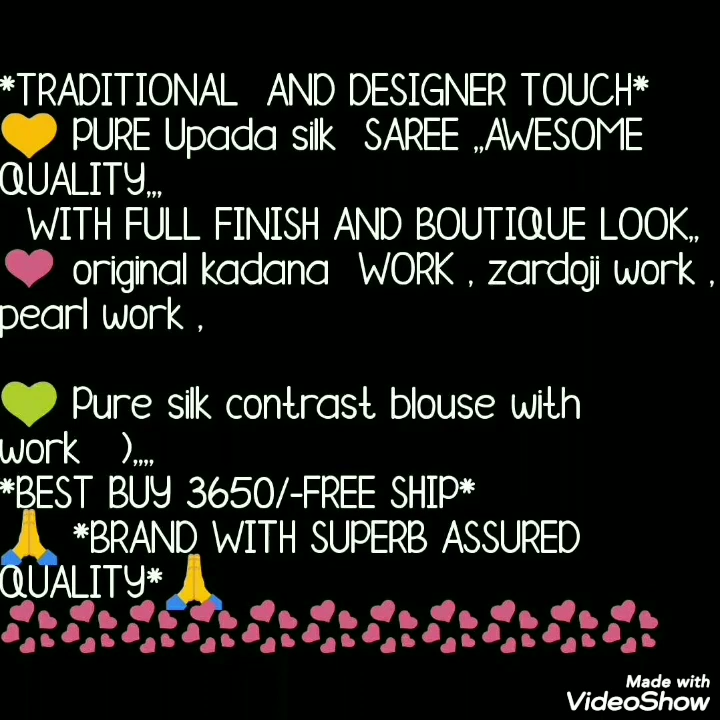 *TRADITIONAL AND DESIGNER TOUCH*
💛 PURE Upada silk SAREE ,,AWESOME
QUALITY,,,
WITH FULL FINISH AND BOUTIQUE LOOK,,
💗 original kadana WORK , zardoji work ,
pearl work ,
💚 Pure silk contrast blouse with
work ),,,,
*BEST BUY 3650/-FREE SHIP*
🙏 *BRAND WITH SUPERB ASSURED
QUALITY*🙏
💕💕💕💕💕💕💕💕💕💕💕
Made with
VideoShow